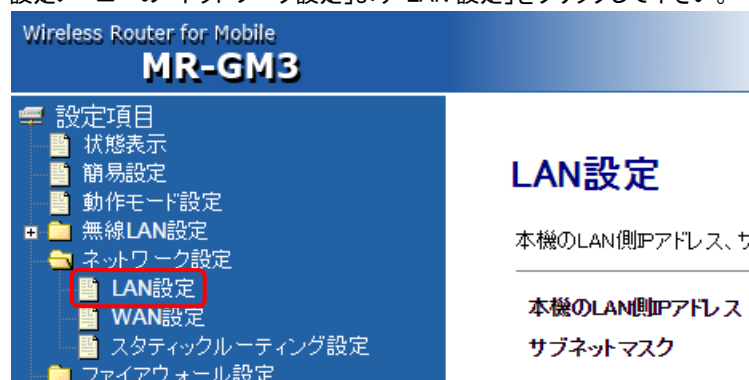 Wireless Router for Mobile
MR-GM3
設定項目
状態表示
簡易設定
動作モード設定
無線LAN設定
ネットワーク設定
LAN設定
WAN設定
スタティックルーティング設定
ファイアウォール設定
LAN設定
本機のLAN側IPアドレス、サ
本機のLAN側IPアドレス
サブネットマスク